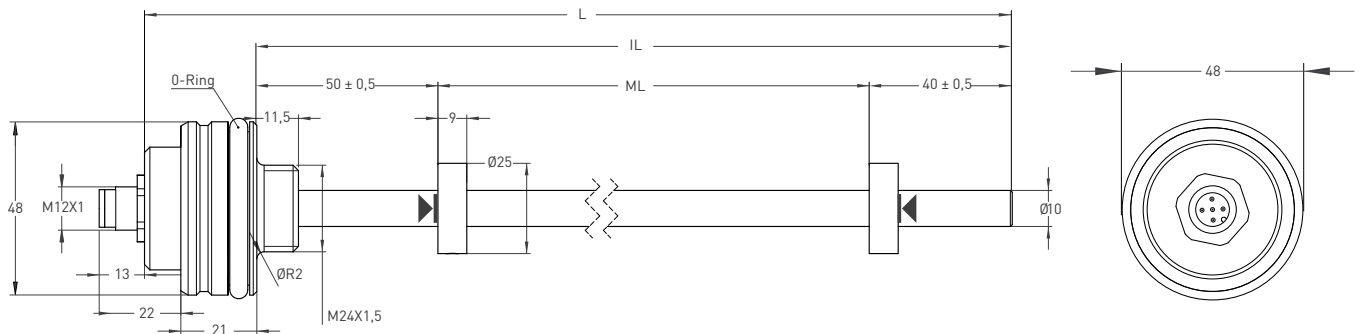 L
IL
0-Ring
50 ± 0,5
ML
40 ± 0,5
48
11,5
9
Ø25
48
M12X1
Ø10
13
ØR2
22
M24X1,5
21